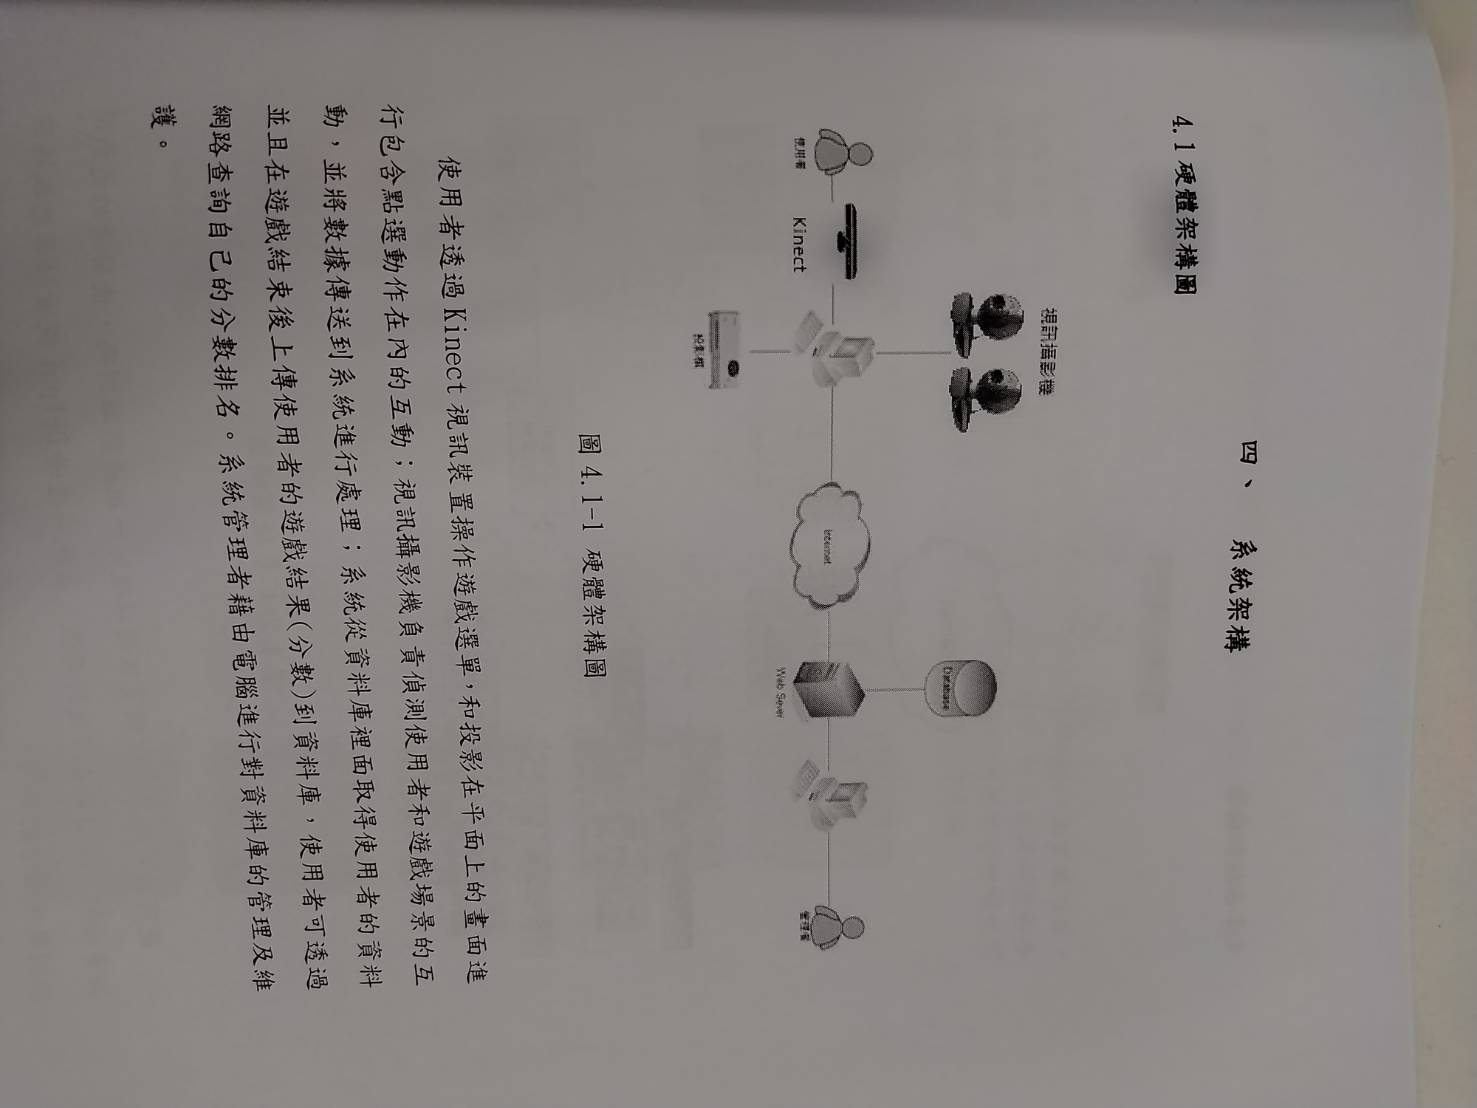 四、 系統架構
4.1硬體架構圖
視訊攝影機
Database
使用者
Kinect
Internet
Web Sever
管理者
投影機
圖 4.1-1 硬體架構圖
使用者透過Kinect視訊裝置操作遊戲選單，和投影在平面上的畫面進
行包含點選動作在內的互動；視訊攝影機負責偵測使用者和遊戲場景的互
動，並將數據傳送到系統進行處理；系統從資料庫裡面取得使用者的資料
並且在遊戲結束後上傳使用者的遊戲結果(分數)到資料庫，使用者可透過
網路查詢自己的分數排名。系統管理者藉由電腦進行對資料庫的管理及維
護。